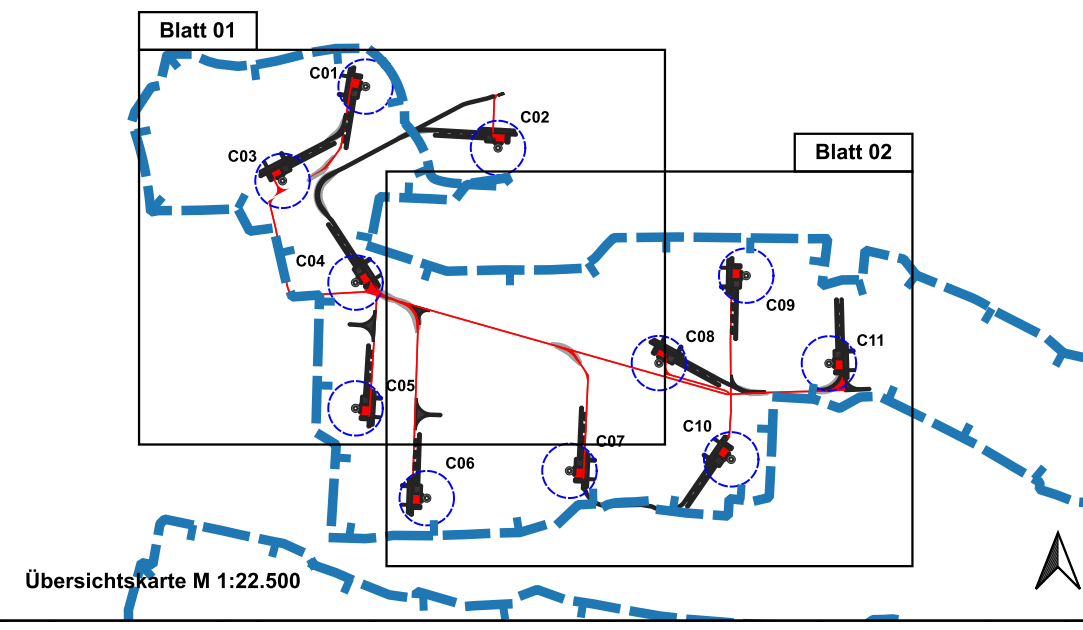 Blatt 01
C01
C02
C03
Blatt 02
C04
C09
C08
C11
C05
C10
C07
C06
Übersichtskarte M 1:22.500